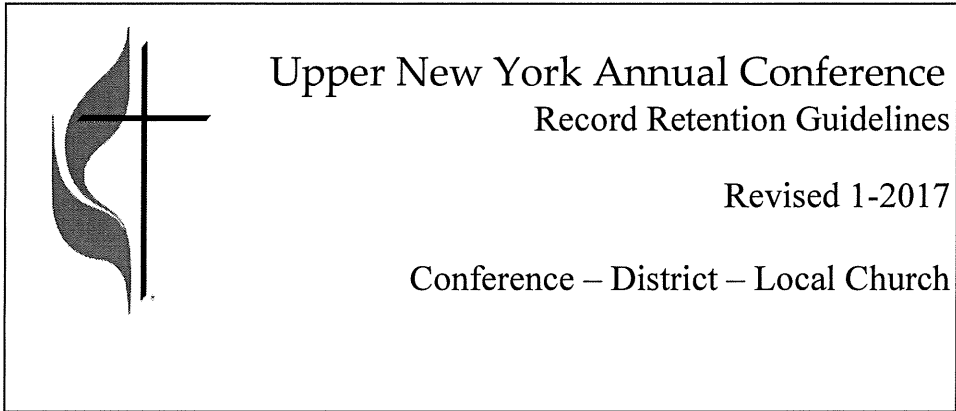 Upper New York Annual Conference
Record Retention Guidelines
Revised 1-2017
Conference – District – Local Church